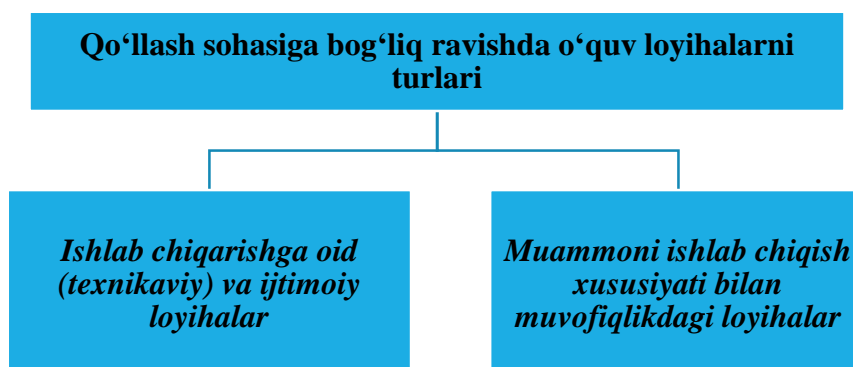 Qo‘llash sohasiga bog‘liq ravishda o‘quv loyihalarni
turlari
Ishlab chiqarishga oid
(texnikaviy) va ijtimoiy
loyihalar
Muammoni ishlab chiqish
xususiyati bilan
muvofiqlikdagi loyihalar